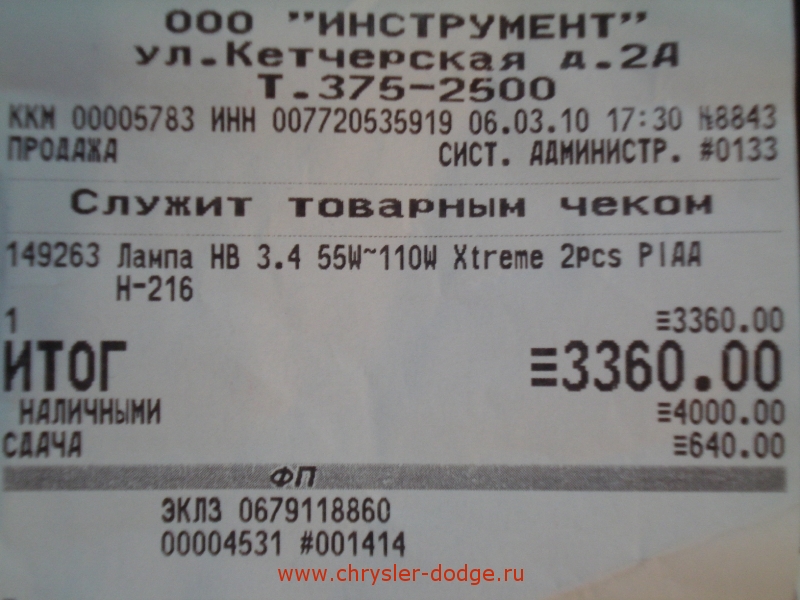 ООО "ИНСТРУМЕНТ"
ул.Кетчерская д.2А
Т.375-2500
ККМ 00005783 ИНН 007720535919 06.03.10 17:30 №8843
ПРОДАЖА СИСТ. АДМИНИСТР. #0133
Служит товарным чеком
149263 Лампа HB 3.4 55W~110W Xtreme 2pcs PIAA
H-216
1 ≡3360.00
ИТОГ ≡3360.00
НАЛИЧНЫМИ ≡4000.00
СДАЧА ≡640.00
ФП
ЭКЛЗ 0679118860
00004531 #001414
www.chrysler-dodge.ru